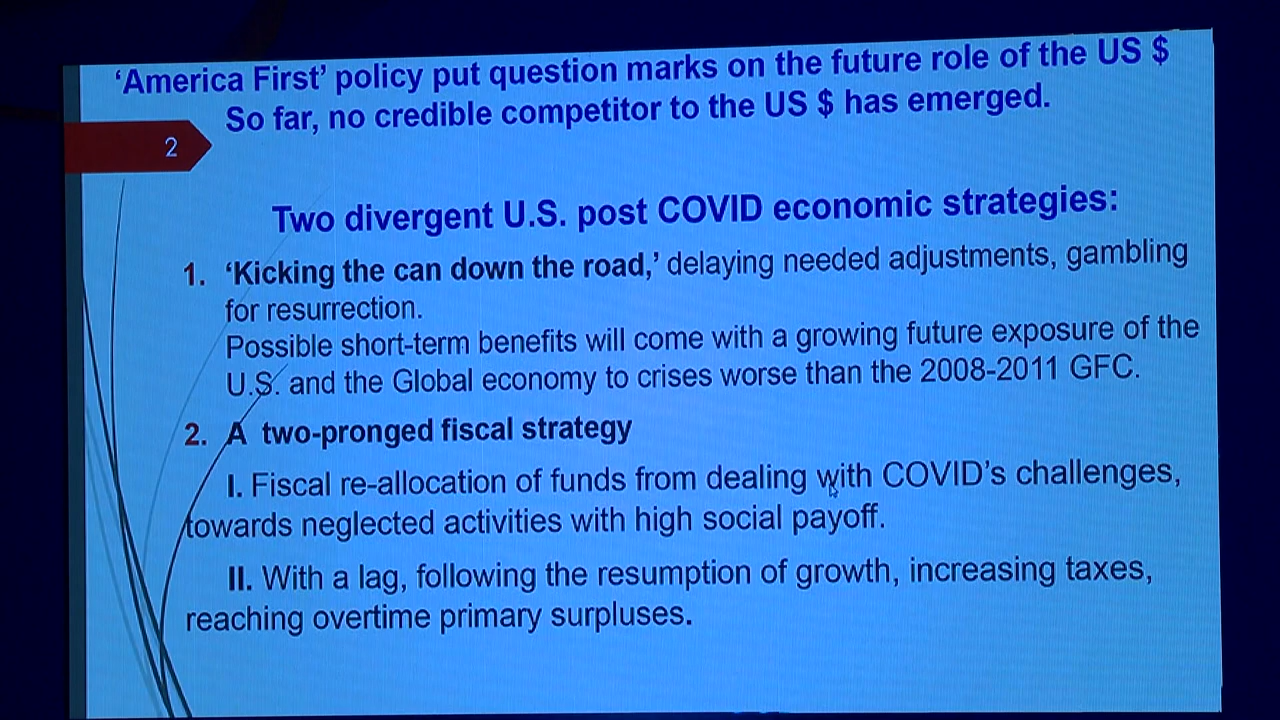 ‘America First’ policy put question marks on the future role of the US $
So far, no credible competitor to the US $ has emerged.
2
Two divergent U.S. post COVID economic strategies:
1. ‘Kicking the can down the road,’ delaying needed adjustments, gambling
for resurrection.
Possible short-term benefits will come with a growing future exposure of the
U.S. and the Global economy to crises worse than the 2008-2011 GFC.
2. A two-pronged fiscal strategy
I. Fiscal re-allocation of funds from dealing with COVID’s challenges,
towards neglected activities with high social payoff.
II. With a lag, following the resumption of growth, increasing taxes,
reaching overtime primary surpluses.